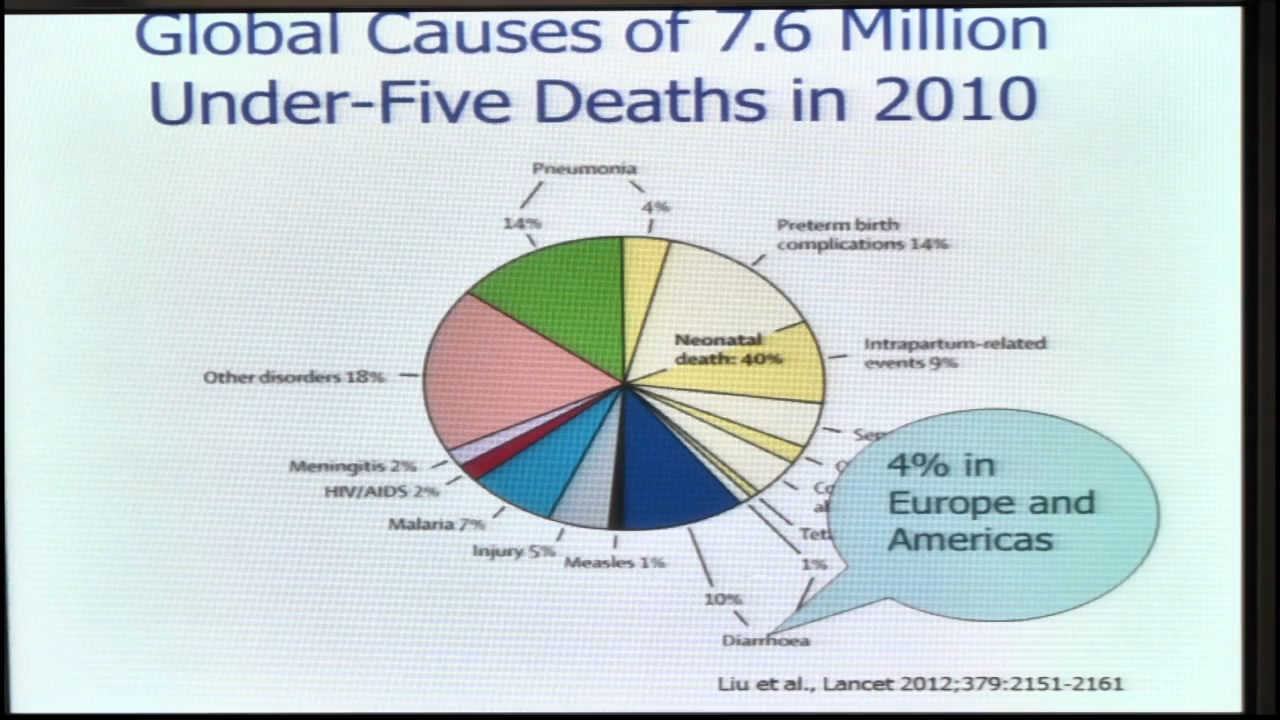 Global Causes of 7.6 Million
Under-Five Deaths in 2010
Pneumonia
14%
4%
Preterm birth
complications 14%
Neonatal
death: 40%
Intrapartum-related
events 9%
Other disorders 18%
4% in
Europe and
Americas
Meningitis 2%
HIV/AIDS 2%
Malaria 7%
Injury 5%
Measles 1%
1%
10%
Diarrhoea
Liu et al., Lancet 2012;379:2151-2161